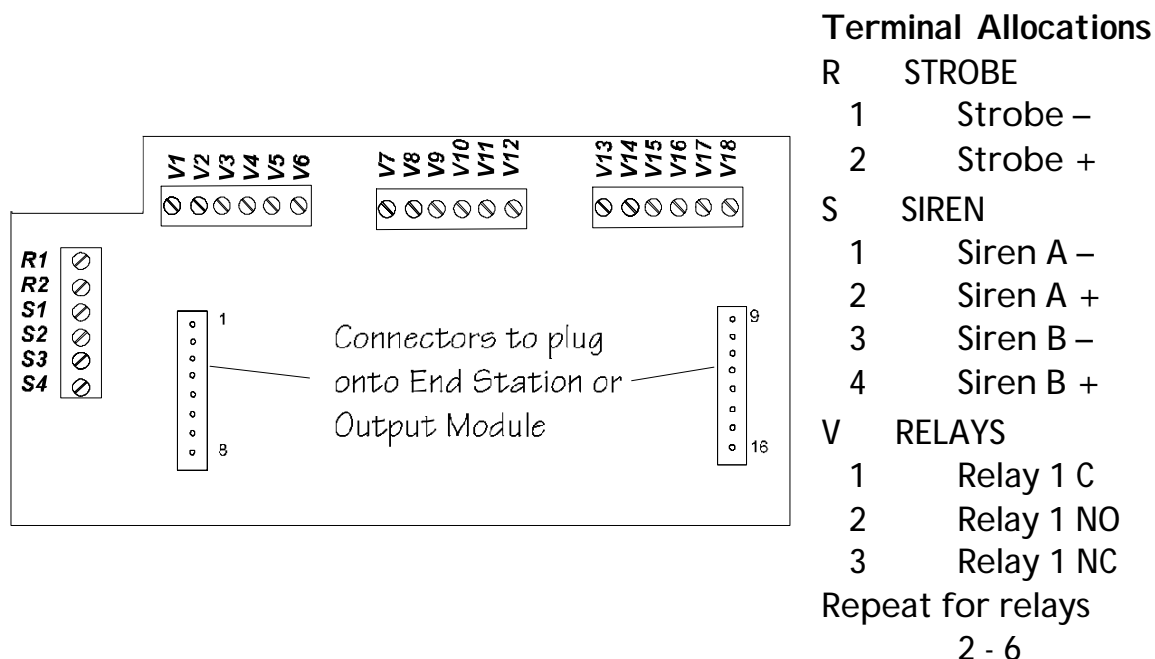 V1 V2 V3 V4 V5 V6
V7 V8 V9 V10 V11 V12
V13 V14 V15 V16 V17 V18
R1
R2
S1
S2
S3
S4
1
8
Connectors to plug
onto End Station or
Output Module
9
16
Terminal Allocations
R STROBE
1 Strobe –
2 Strobe +
S SIREN
1 Siren A –
2 Siren A +
3 Siren B –
4 Siren B +
V RELAYS
1 Relay 1 C
2 Relay 1 NO
3 Relay 1 NC
Repeat for relays
2 - 6